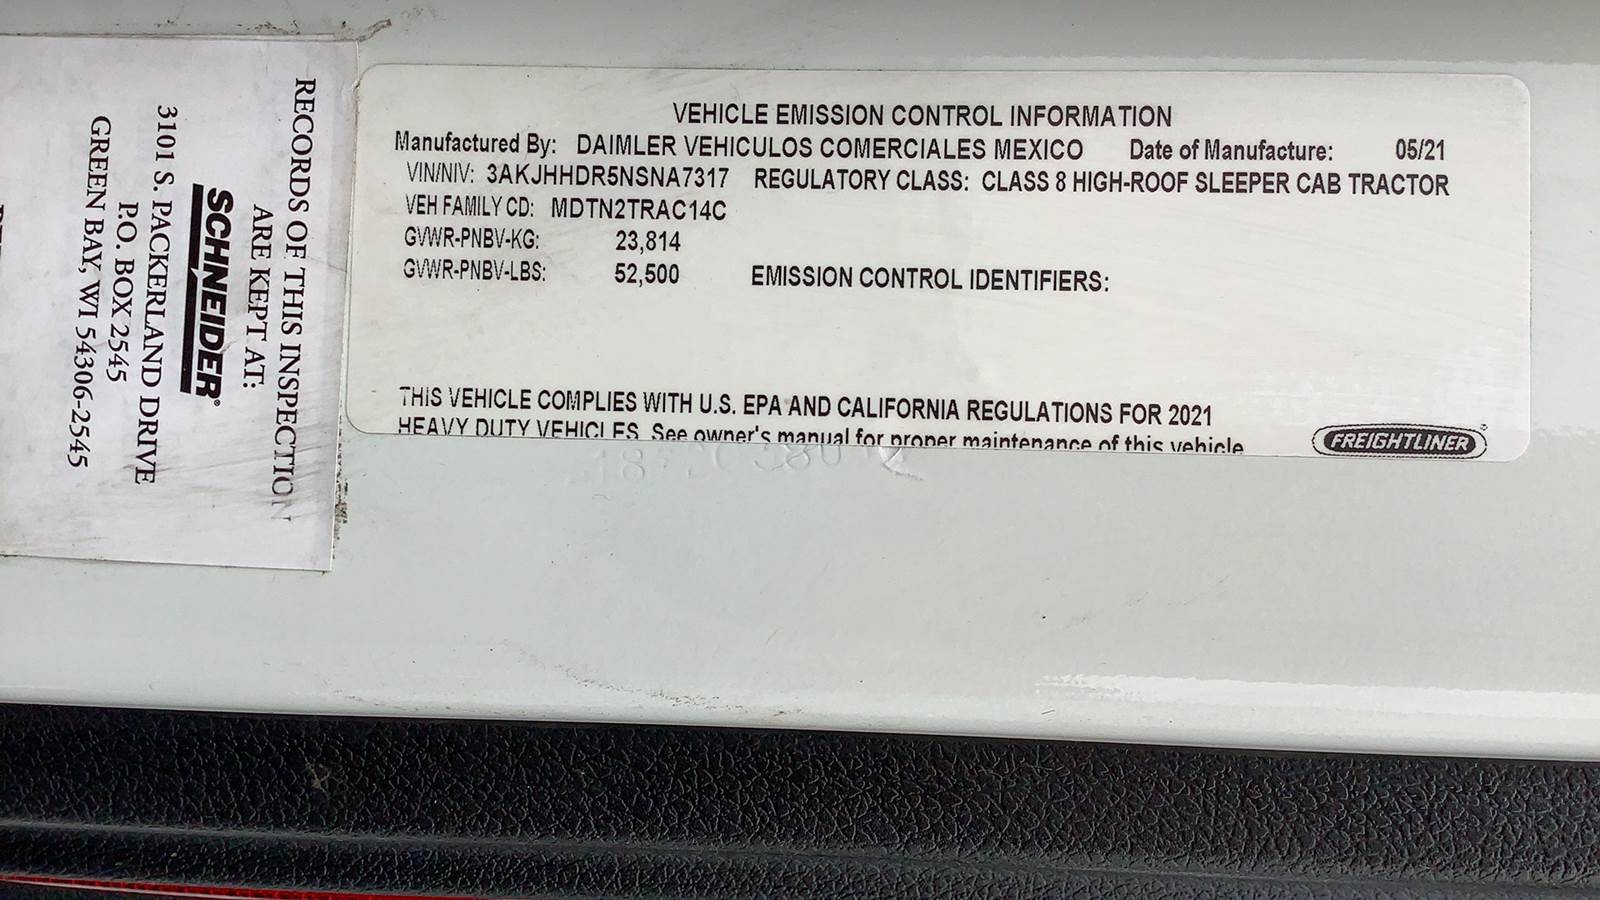 RECORDS OF THIS INSPECTION
ARE KEPT AT:
SCHNEIDER®
3101 S. PACKERLAND DRIVE
P.O. BOX 2545
GREEN BAY, WI 54306-2545
VEHICLE EMISSION CONTROL INFORMATION
Manufactured By: DAIMLER VEHICULOS COMERCIALES MEXICO Date of Manufacture: 05/21
VIN/NIV: 3AKJHHDR5NSNA7317 REGULATORY CLASS: CLASS 8 HIGH-ROOF SLEEPER CAB TRACTOR
VEH FAMILY CD: MDTN2TRAC14C
GVWR-PNBV-KG: 23,814
GVWR-PNBV-LBS: 52,500 EMISSION CONTROL IDENTIFIERS:
THIS VEHICLE COMPLIES WITH U.S. EPA AND CALIFORNIA REGULATIONS FOR 2021
HEAVY DUTY VEHICLES. See owner's manual for proper maintenance of this vehicle
FREIGHTLINER